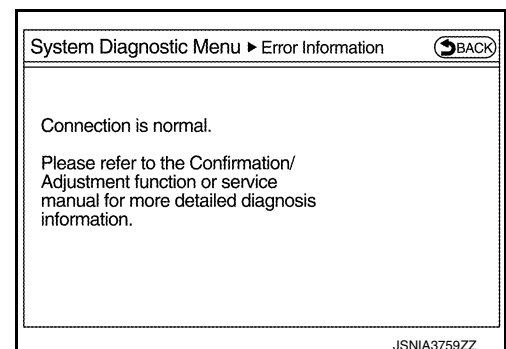 System Diagnostic Menu ▶ Error Information
BACK
Connection is normal.
Please refer to the Confirmation/
Adjustment function or service
manual for more detailed diagnosis
information.
JSNIA3759ZZ